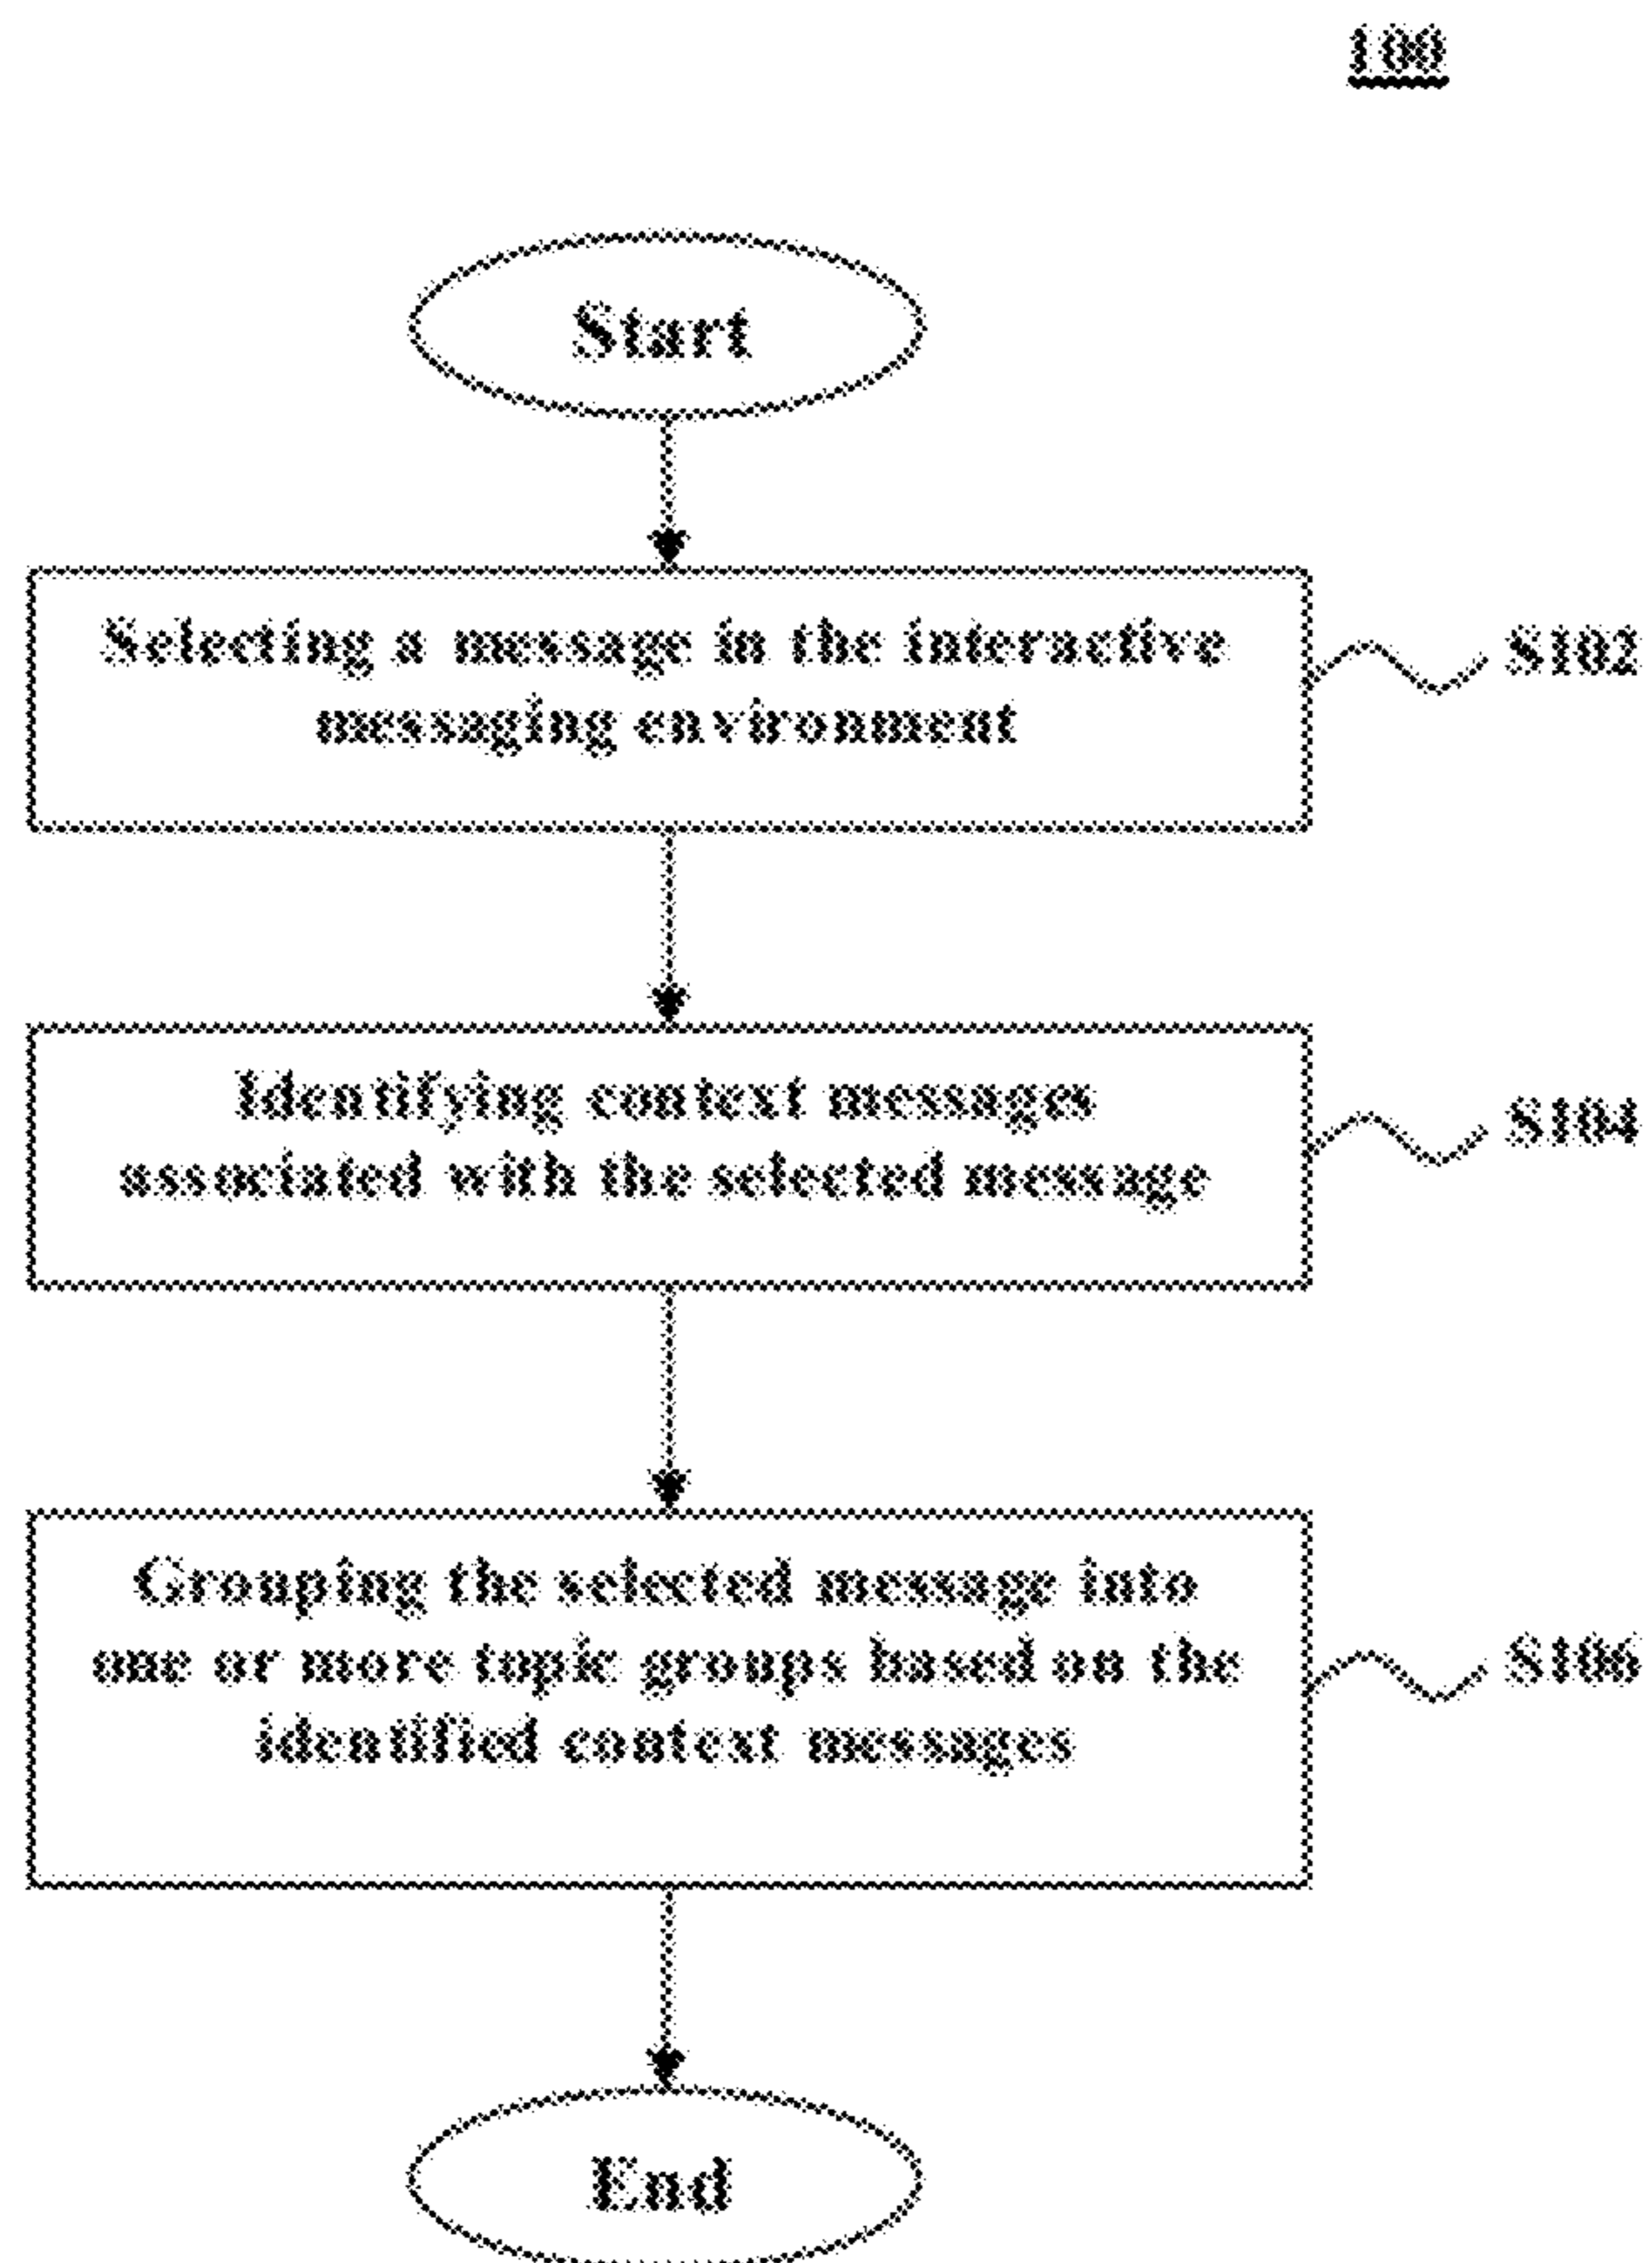 100
Start
Selecting a message in the interactive
messaging environment
S102
Identifying context messages
associated with the selected message
S104
Grouping the selected message into
one or more topic groups based on the
identified context messages
S106
End